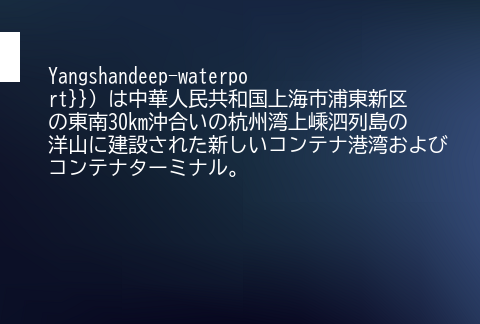 Yangshandeep-waterpo
rt}}）は中華人民共和国上海市浦東新区
の東南30km沖合いの杭州湾上嵊泗列島の
洋山に建設された新しいコンテナ港湾および
コンテナターミナル。